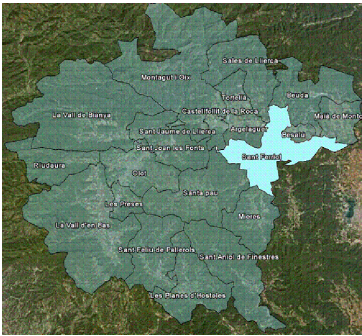 Sales de Llierca
Montagut i Oix
Tortellà
Beuda
Castellfollit de la Roca
Maià de Montc
La Vall de Bianya
Argelaguer
Sant Jaume de Llierca
Besalú
Sant Joan les Fonts
Sant Ferriol
Riudaura
Olot
Santa pau
Les Preses
Mieres
La Vall d'en Bas
Sant Feliu de Pallerols
Sant Aniol de Finestres
Les Planes d'Hostoles